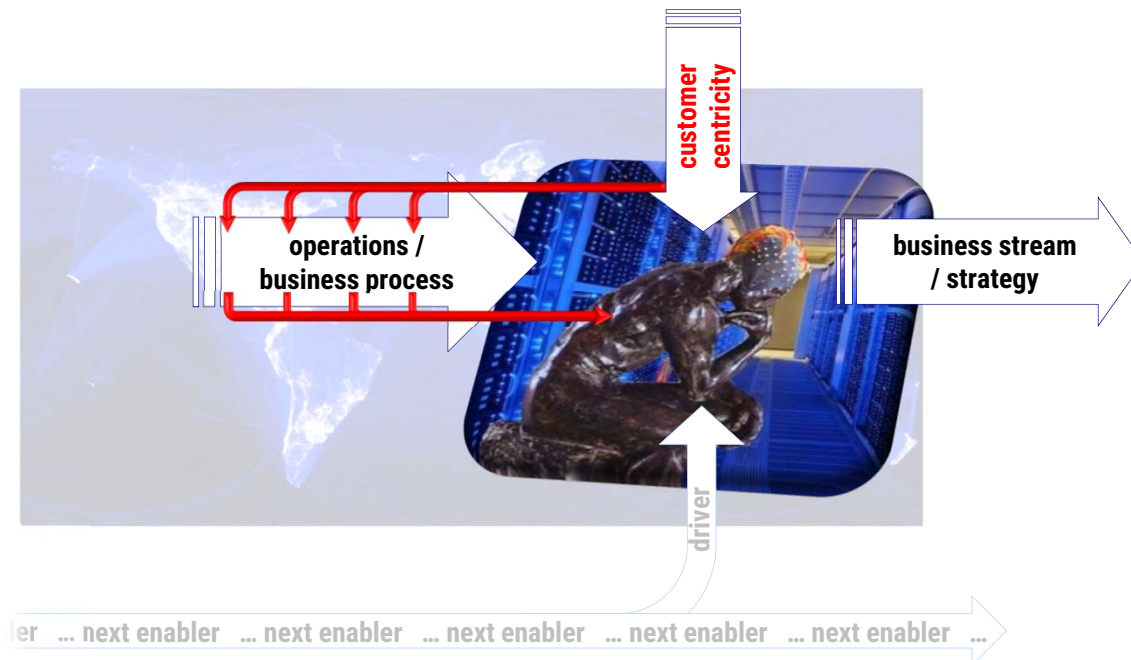 customer
centricity
operations /
business process
business stream
/ strategy
driver
ler ... next enabler ... next enabler ... next enabler ... next enabler ... next enabler ...